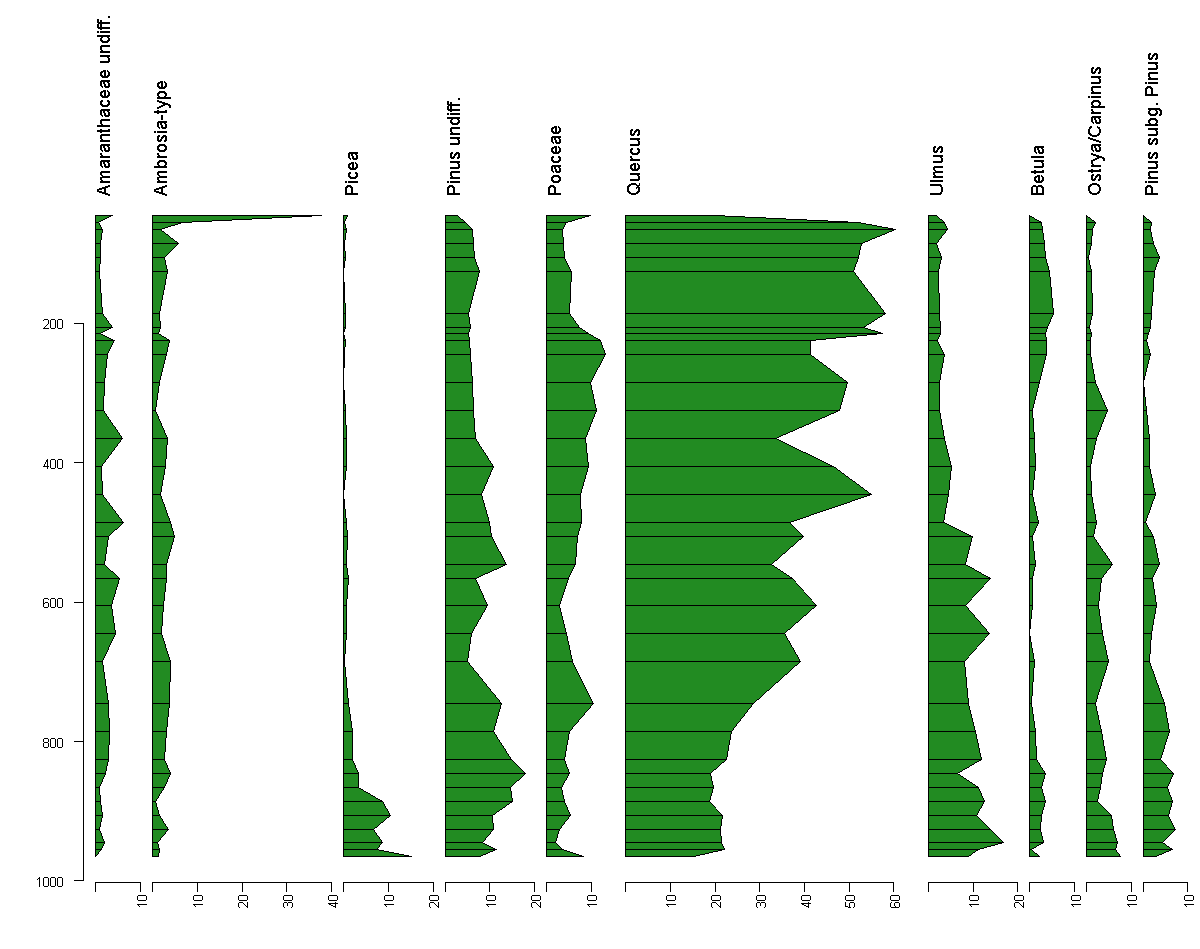 Amaranthaceae undiff.
Ambrosia-type
Picea
Pinus undiff.
Poaceae
Quercus
Ulmus
Betula
Ostrya/Carpinus
Pinus subg. Pinus
200
400
600
800
1000
10
10 20 30 40
10 20
10 20
10
10 20 30 40 50 60
10 20
10
10
10